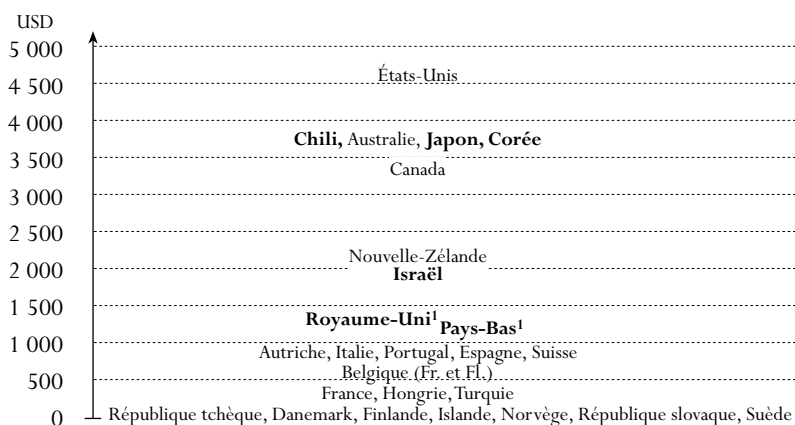 USD
5 000
États-Unis
4 500
4 000
Chili, Australie, Japon, Corée
3 500
Canada
3 000
2 500
Nouvelle-Zélande
2 000
Israël
1 500
Royaume-Uni¹ Pays-Bas¹
1 000
Autriche, Italie, Portugal, Espagne, Suisse
Belgique (Fr. et Fl.)
500
France, Hongrie, Turquie
0
République tchèque, Danemark, Finlande, Islande, Norvège, République slovaque, Suède